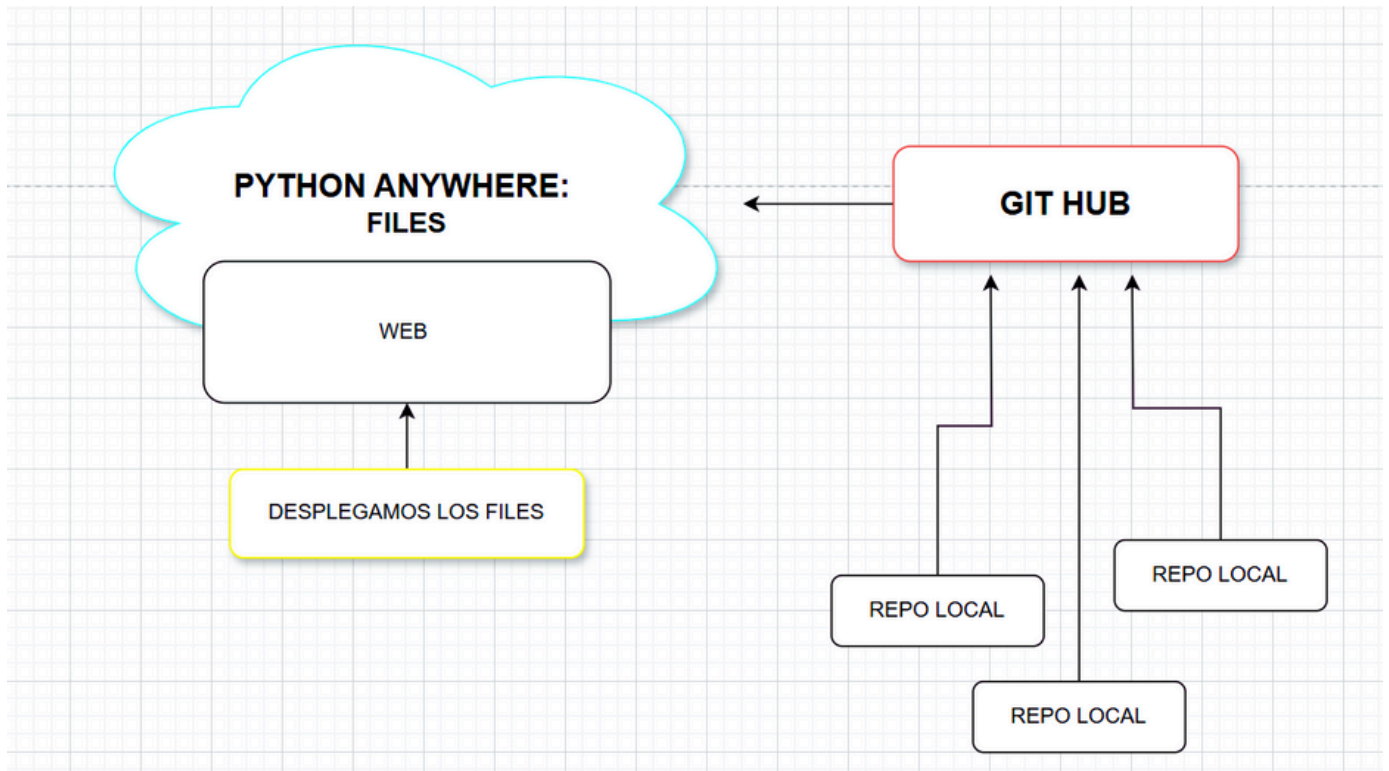 PYTHON ANYWHERE:
FILES
WEB
DESPLEGAMOS LOS FILES
GIT HUB
REPO LOCAL
REPO LOCAL
REPO LOCAL